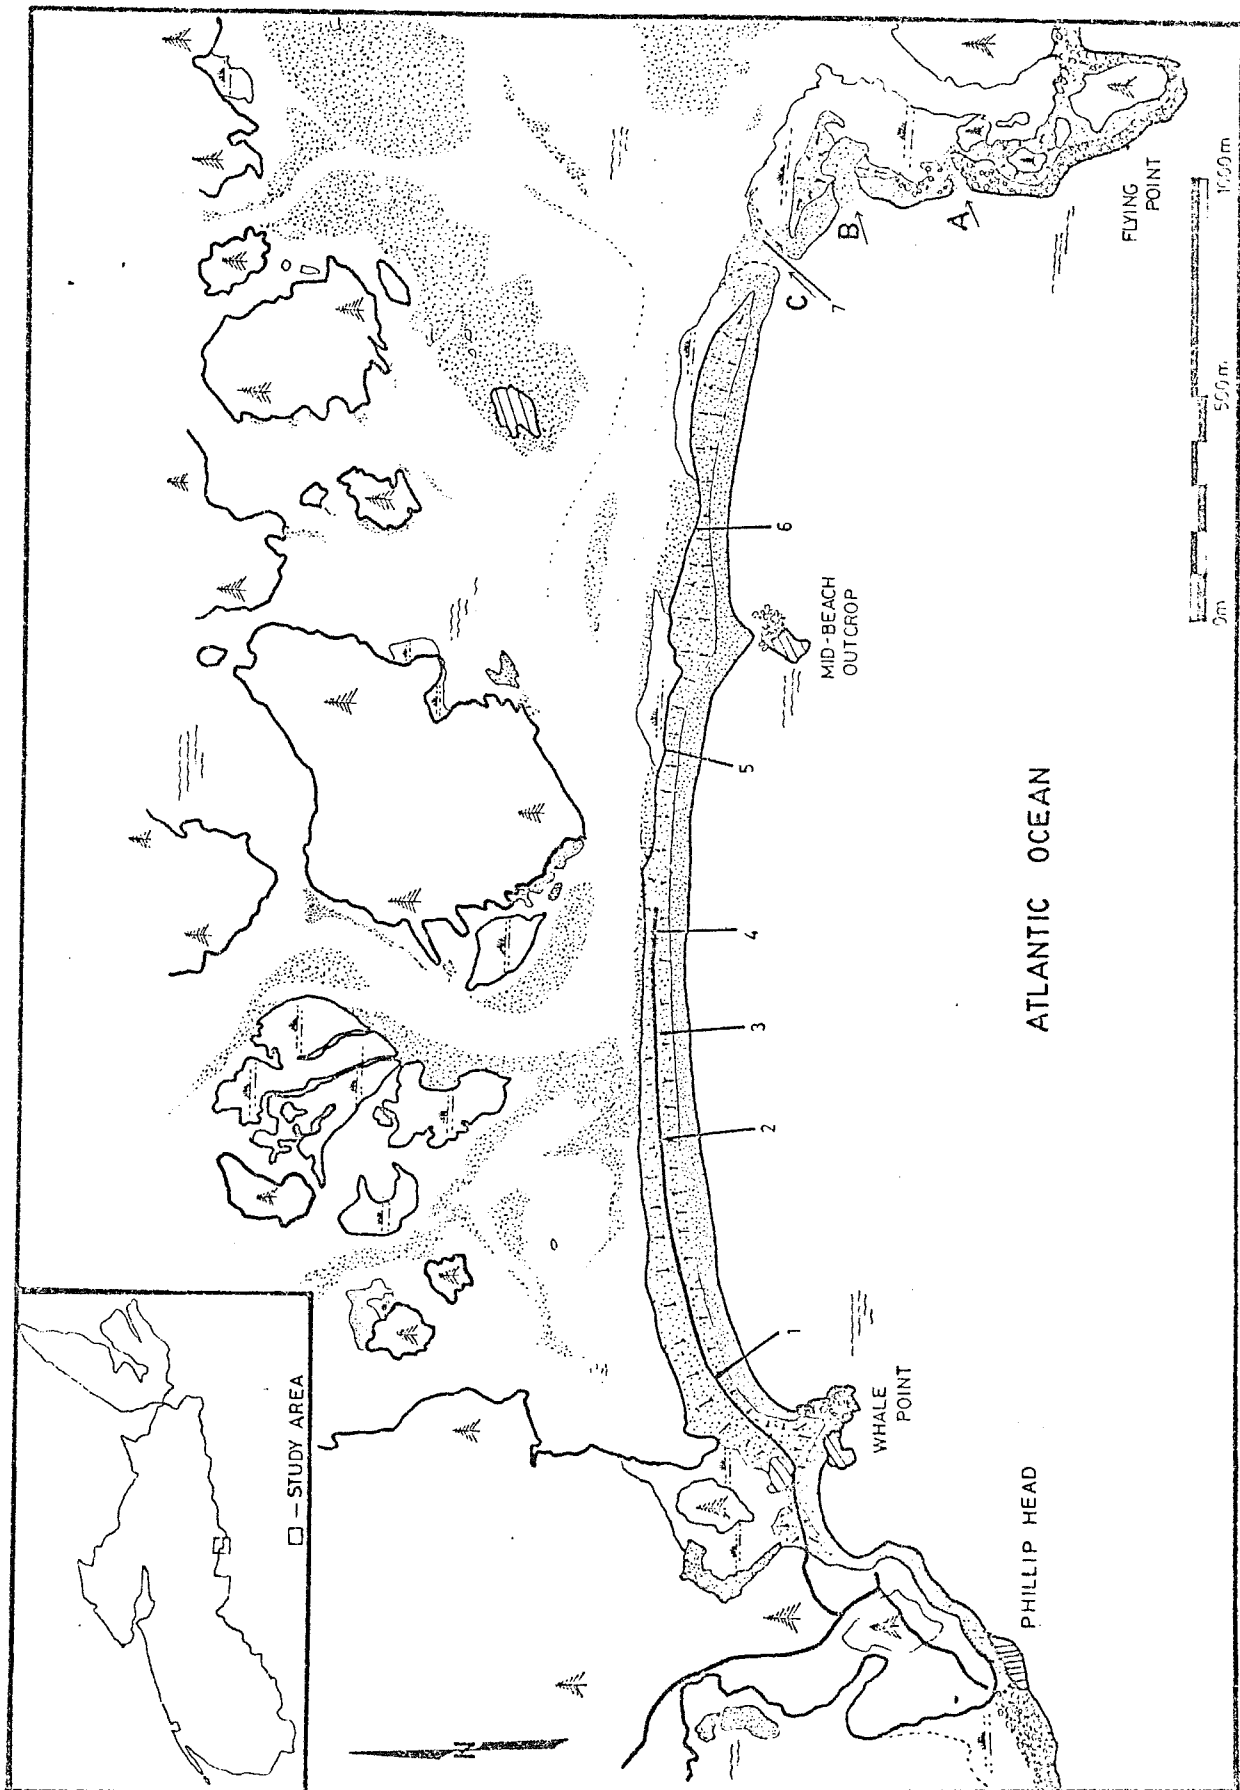 □ – STUDY AREA
N
1
2
3
4
5
6
7
A
B
C
WHALE
POINT
PHILLIP HEAD
MID-BEACH
OUTCROP
FLYING
POINT
ATLANTIC OCEAN
0m
500m
1000m